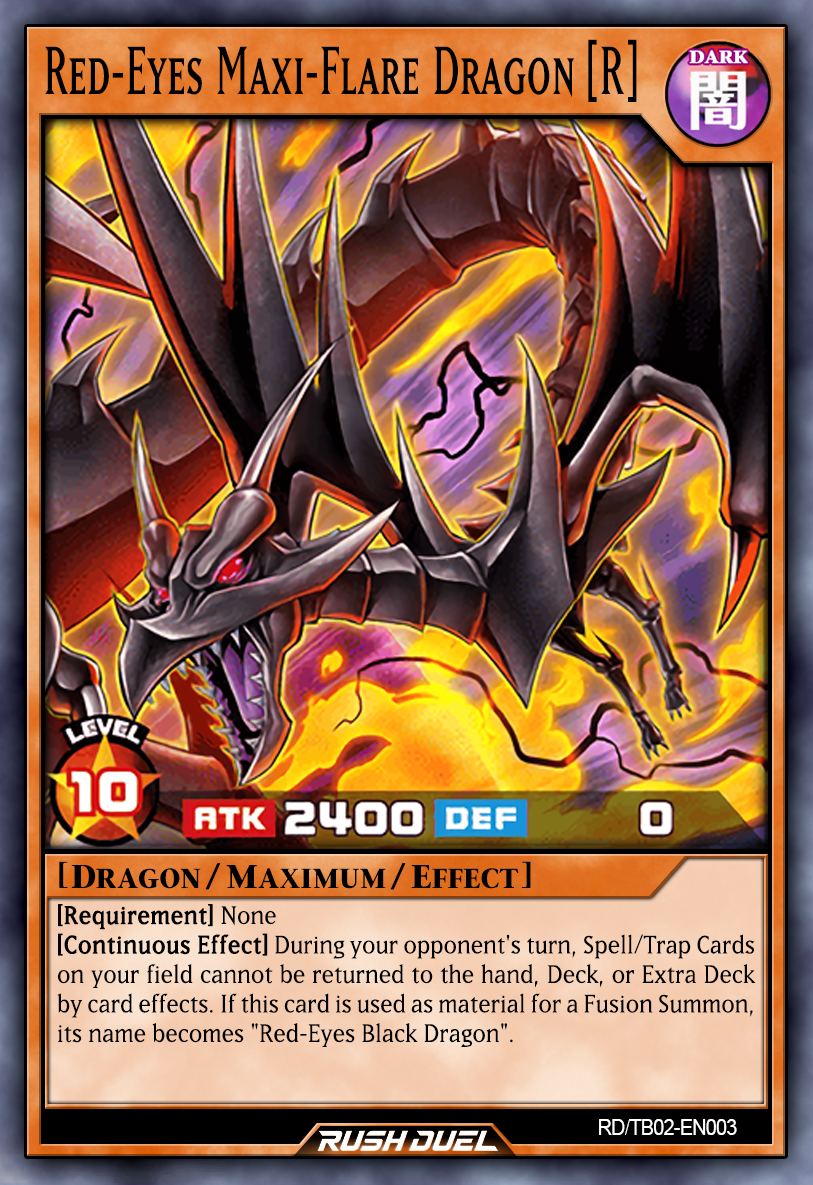 Red-Eyes Maxi-Flare Dragon [R]
DARK
闇
LEVEL
10
ATK 2400 DEF 0
[Dragon/Maximum/Effect]
[Requirement] None
[Continuous Effect] During your opponent's turn, Spell/Trap Cards
on your field cannot be returned to the hand, Deck, or Extra Deck
by card effects. If this card is used as material for a Fusion Summon,
its name becomes "Red-Eyes Black Dragon".
RD/TB02-EN003
RUSH DUEL